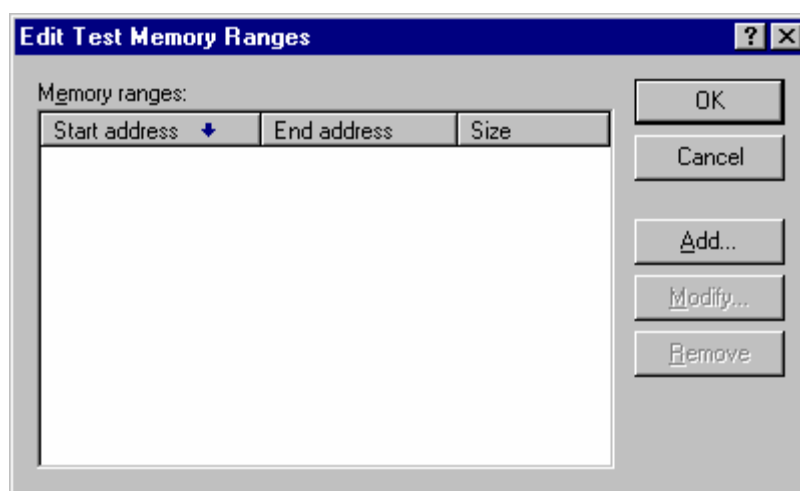 Edit Test Memory Ranges
Memory ranges:
Start address End address Size
OK
Cancel
Add...
Modify...
Remove